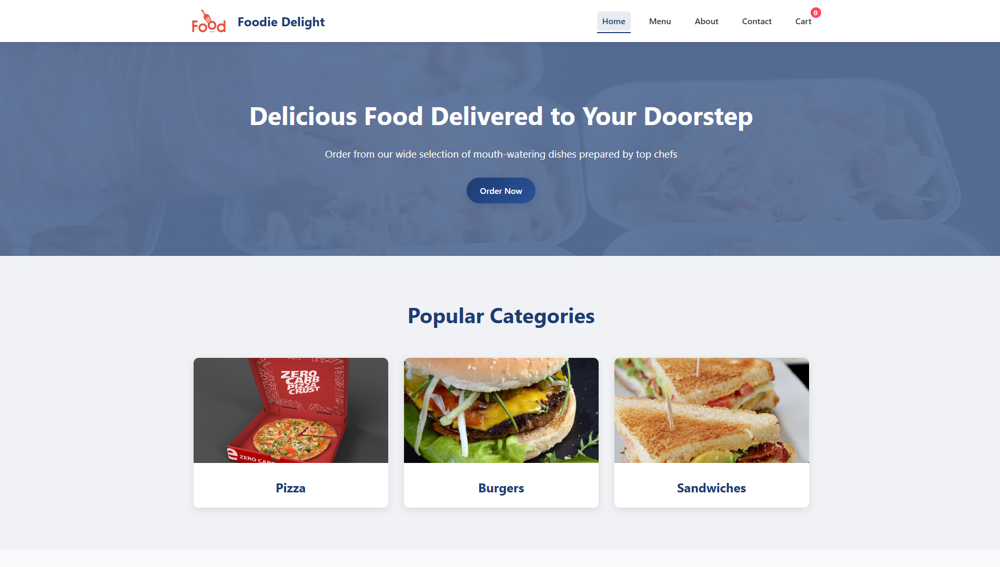 Food
Foodie Delight
Home
Menu
About
Contact
Cart
0
Delicious Food Delivered to Your Doorstep
Order from our wide selection of mouth-watering dishes prepared by top chefs
Order Now
Popular Categories
ZERO
CARB
PIZZA
CRUST
ZERO CARB
Pizza
Burgers
Sandwiches